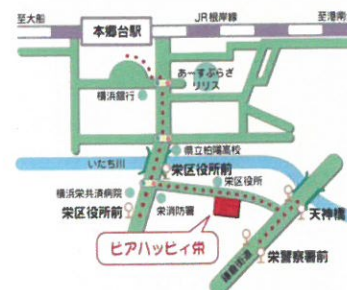 至大船
本郷台駅
JR根岸線
至港南
あーすぷらざ
リリス
横浜銀行
県立柏陽高校
いたち川
栄区役所前
栄区役所
横浜栄共済病院
栄区役所前
栄消防署
天神橋
ピアハッピィ栄
鎌倉街道
栄警察署前